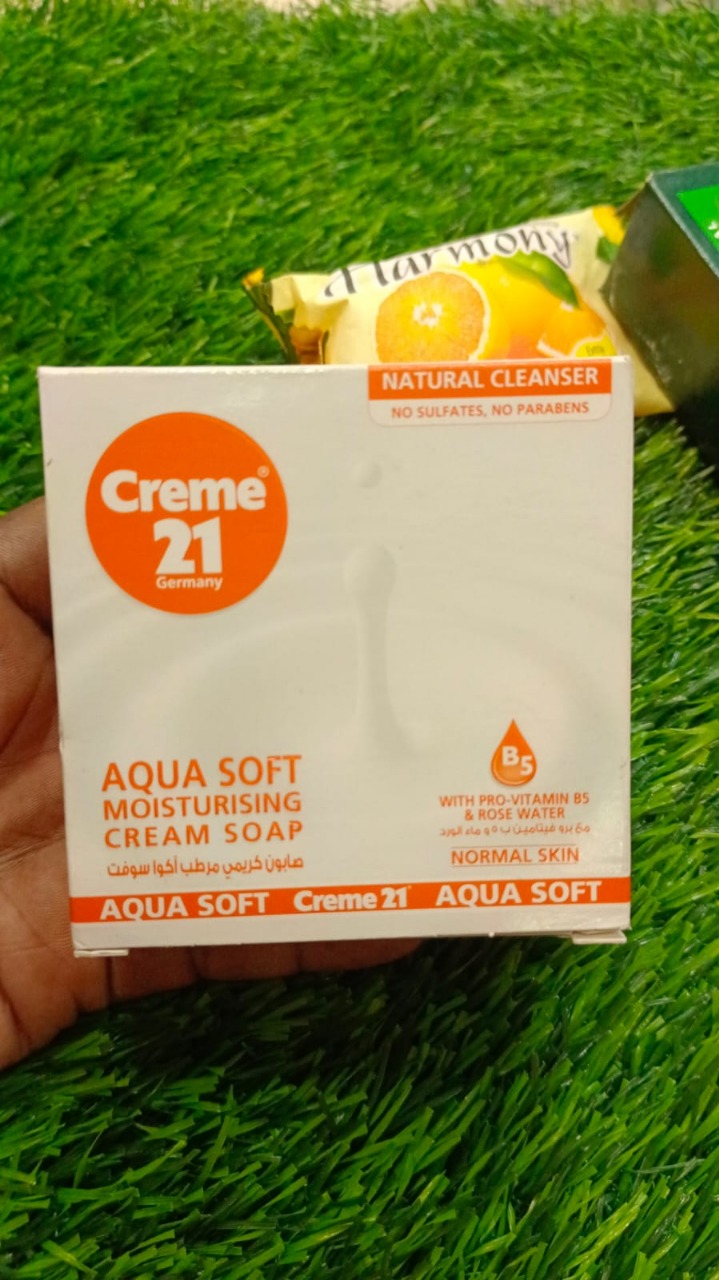 Harmony
NATURAL CLEANSER
NO SULFATES, NO PARABENS
Creme®
21
Germany
B5
AQUA SOFT
MOISTURISING
CREAM SOAP
صابون كريمي مرطب أكوا سوفت
WITH PRO-VITAMIN B5
& ROSE WATER
مع برو فيتامين ب ٥ و ماء الورد
NORMAL SKIN
AQUA SOFT Creme 21® AQUA SOFT